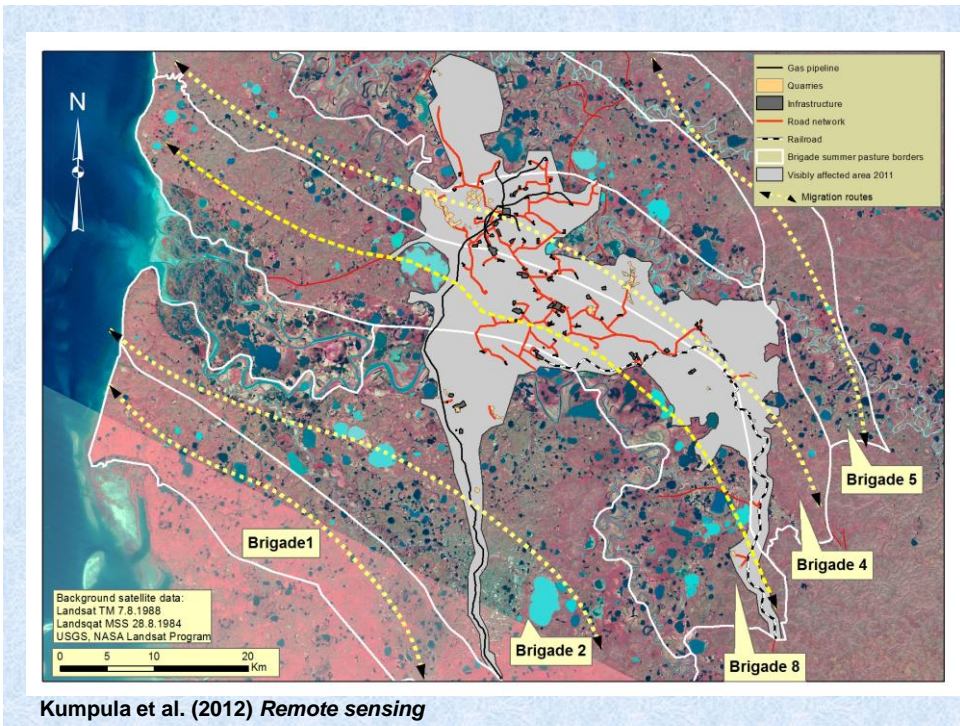 N
Gas pipeline
Quarries
Infrastructure
Road network
Railroad
Brigade summer pasture borders
Visibly affected area 2011
Migration routes
Brigade 5
Brigade 4
Brigade1
Brigade 2
Brigade 8
Background satellite data:
Landsat TM 7.8.1988
Landsqat MSS 28.8.1984
USGS, NASA Landsat Program
0 5 10 20
Km
Kumpula et al. (2012) Remote sensing